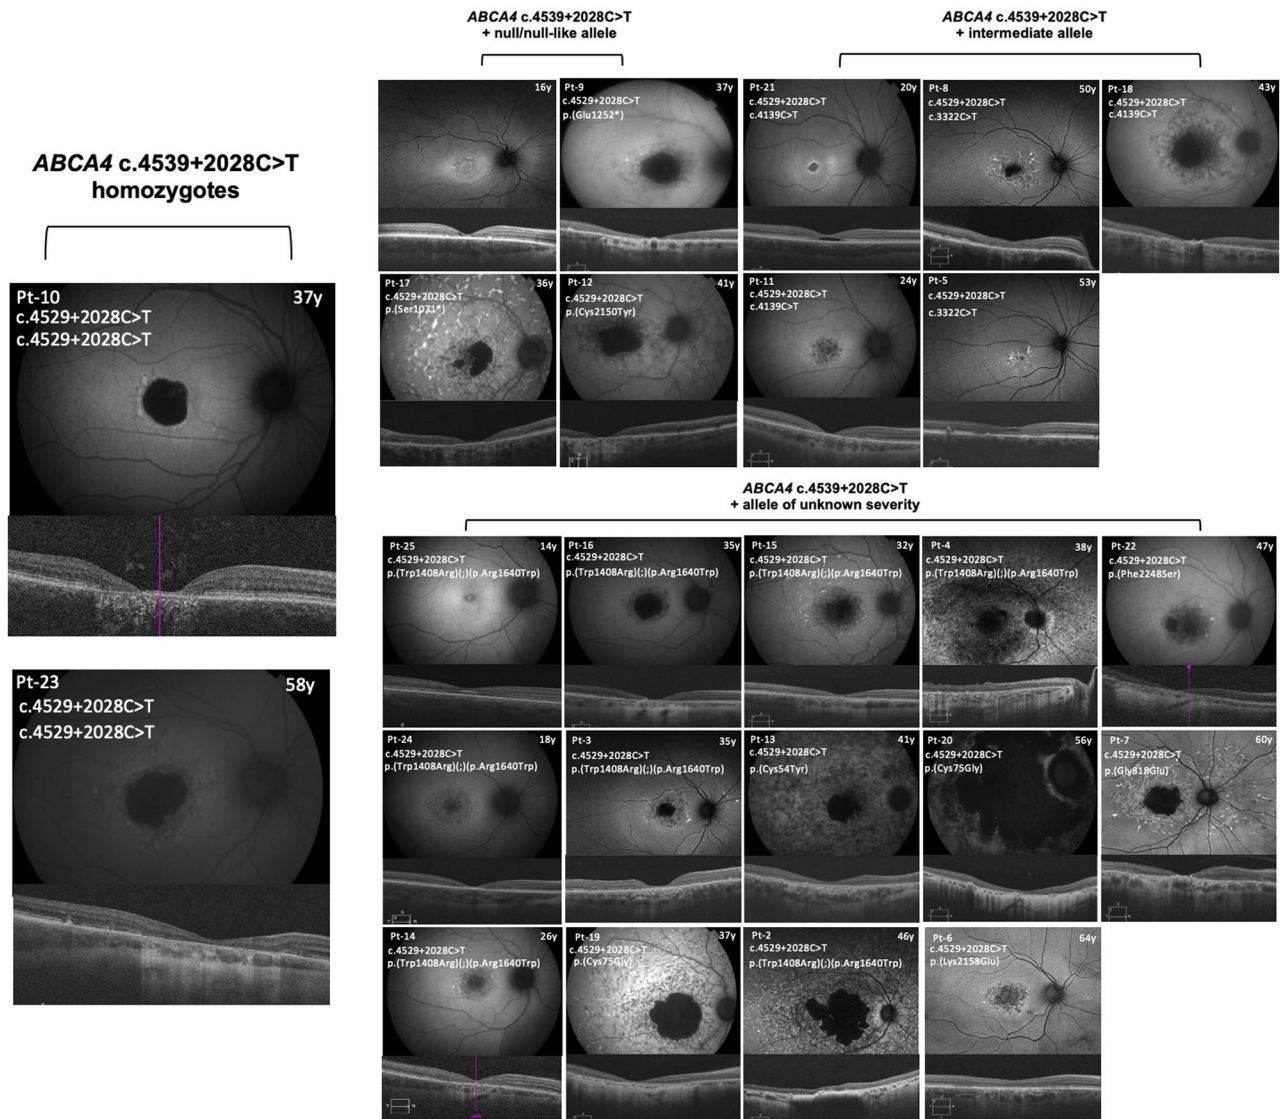 ABCA4 c.4539+2028C>T
homozygotes
Pt-10 37y
c.4529+2028C>T
c.4529+2028C>T
Pt-23 58y
c.4529+2028C>T
c.4529+2028C>T
ABCA4 c.4539+2028C>T
+ null/null-like allele
16y
Pt-9 37y
c.4529+2028C>T
p.(Glu1252*)
Pt-17 36y
c.4529+2028C>T
p.(Ser1071*)
Pt-12 41y
c.4529+2028C>T
p.(Cys2150Tyr)
ABCA4 c.4539+2028C>T
+ intermediate allele
Pt-21 20y
c.4529+2028C>T
c.4139C>T
Pt-8 50y
c.4529+2028C>T
c.3322C>T
Pt-18 43y
c.4529+2028C>T
c.4139C>T
Pt-11 24y
c.4529+2028C>T
c.4139C>T
Pt-5 53y
c.4529+2028C>T
c.3322C>T
ABCA4 c.4539+2028C>T
+ allele of unknown severity
Pt-25 14y
c.4529+2028C>T
p.(Trp1408Arg)(;)(p.Arg1640Trp)
Pt-16 35y
c.4529+2028C>T
p.(Trp1408Arg)(;)(p.Arg1640Trp)
Pt-15 32y
c.4529+2028C>T
p.(Trp1408Arg)(;)(p.Arg1640Trp)
Pt-4 38y
c.4529+2028C>T
p.(Trp1408Arg)(;)(p.Arg1640Trp)
Pt-22 47y
c.4529+2028C>T
p.(Phe2248Ser)
Pt-24 18y
c.4529+2028C>T
p.(Trp1408Arg)(;)(p.Arg1640Trp)
Pt-3 35y
c.4529+2028C>T
p.(Trp1408Arg)(;)(p.Arg1640Trp)
Pt-13 41y
c.4529+2028C>T
p.(Cys54Tyr)
Pt-20 56y
c.4529+2028C>T
p.(Cys75Gly)
Pt-7 60y
c.4529+2028C>T
p.(Gly818Glu)
Pt-14 26y
c.4529+2028C>T
p.(Trp1408Arg)(;)(p.Arg1640Trp)
Pt-19 37y
c.4529+2028C>T
p.(Cys75Gly)
Pt-2 46y
c.4529+2028C>T
p.(Trp1408Arg)(;)(p.Arg1640Trp)
Pt-6 64y
c.4529+2028C>T
p.(Lys2158Glu)